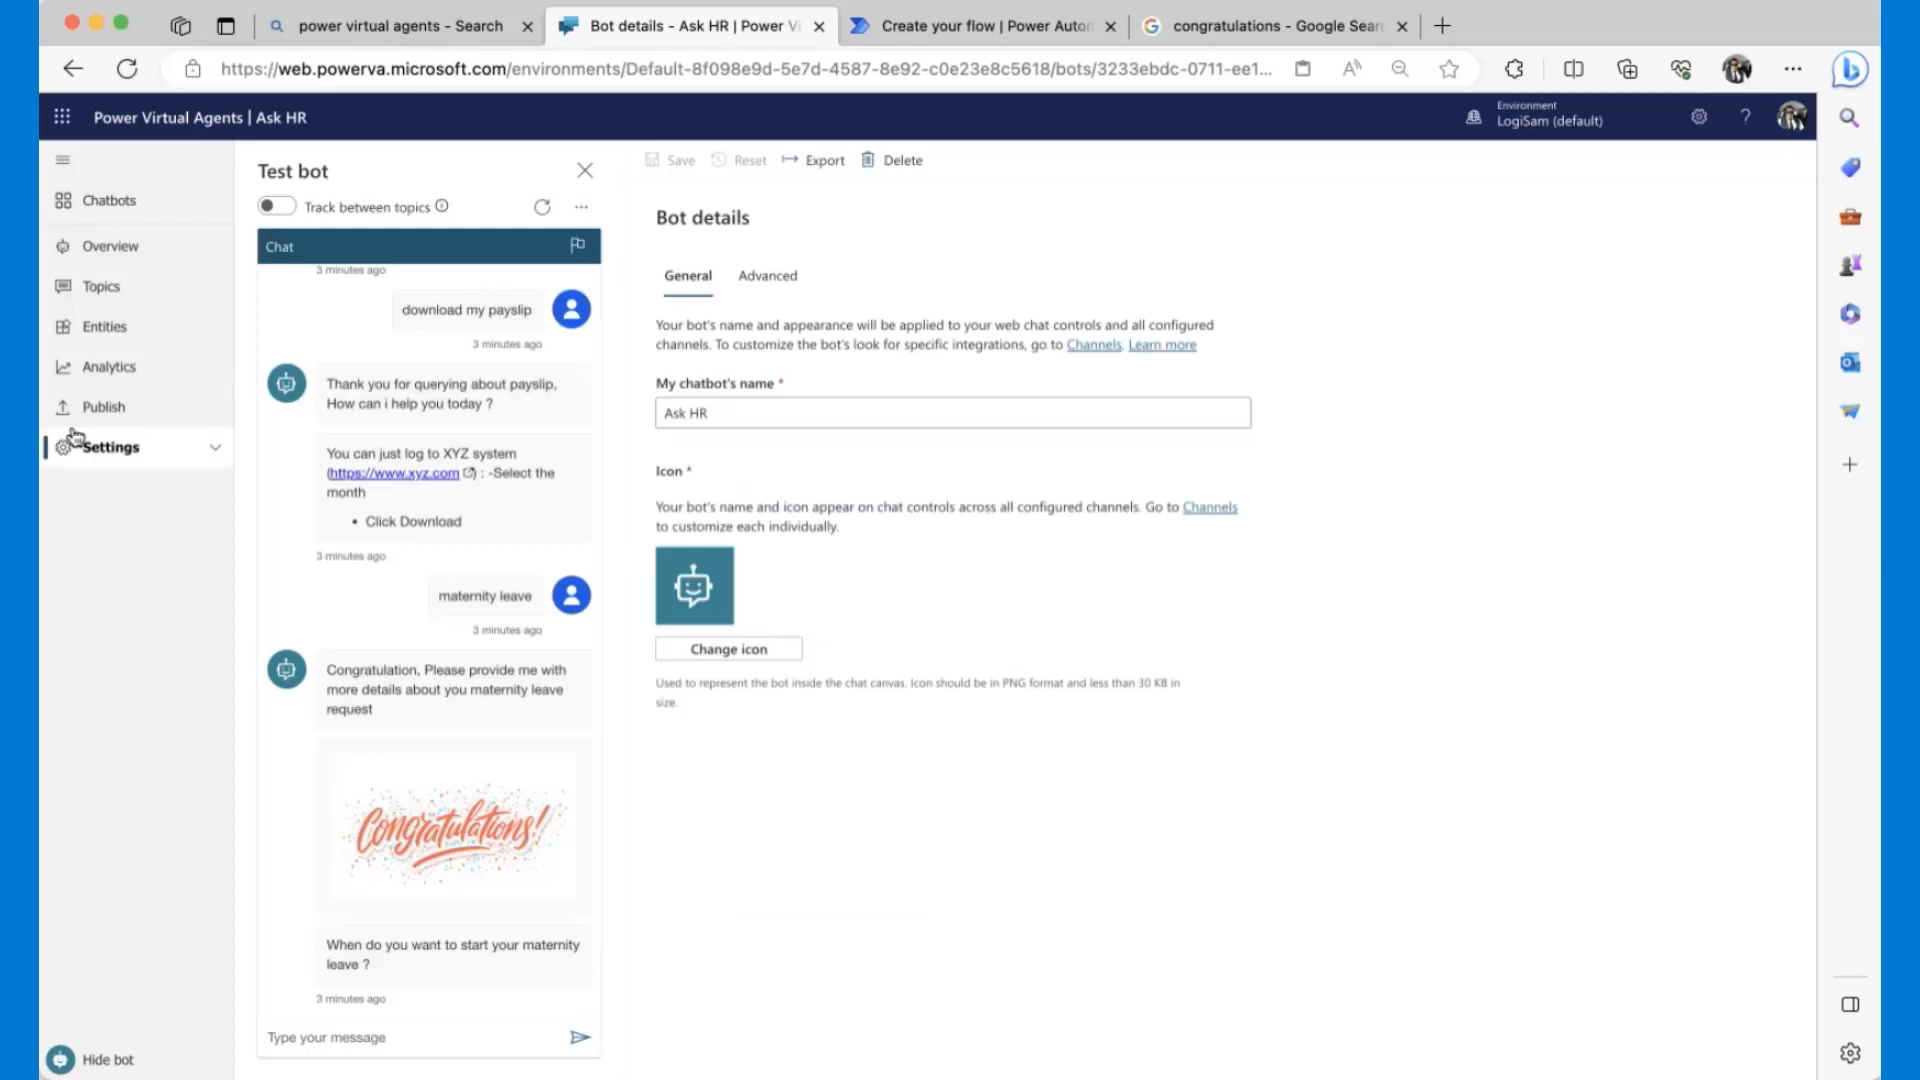 power virtual agents - Search
Bot details - Ask HR | Power Vi
Create your flow | Power Auton
congratulations - Google Searc
https://web.powerva.microsoft.com/environments/Default-8f098e9d-5e7d-4587-8e92-c0e23e8c5618/bots/3233ebdc-0711-ee1...
Power Virtual Agents | Ask HR
Environment
LogiSam (default)
Chatbots
Overview
Topics
Entities
Analytics
Publish
Settings
Hide bot
Test bot
Track between topics
Chat
3 minutes ago
download my payslip
3 minutes ago
Thank you for querying about payslip,
How can i help you today ?
You can just log to XYZ system
(https://www.xyz.com) : -Select the
month
• Click Download
3 minutes ago
maternity leave
3 minutes ago
Congratulation, Please provide me with
more details about you maternity leave
request
Congratulations!
When do you want to start your maternity
leave ?
3 minutes ago
Type your message
Save
Reset
Export
Delete
Bot details
General
Advanced
Your bot's name and appearance will be applied to your web chat controls and all configured
channels. To customize the bot's look for specific integrations, go to Channels. Learn more
My chatbot's name *
Ask HR
Icon *
Your bot's name and icon appear on chat controls across all configured channels. Go to Channels
to customize each individually.
Change icon
Used to represent the bot inside the chat canvas. Icon should be in PNG format and less than 30 KB in
size.